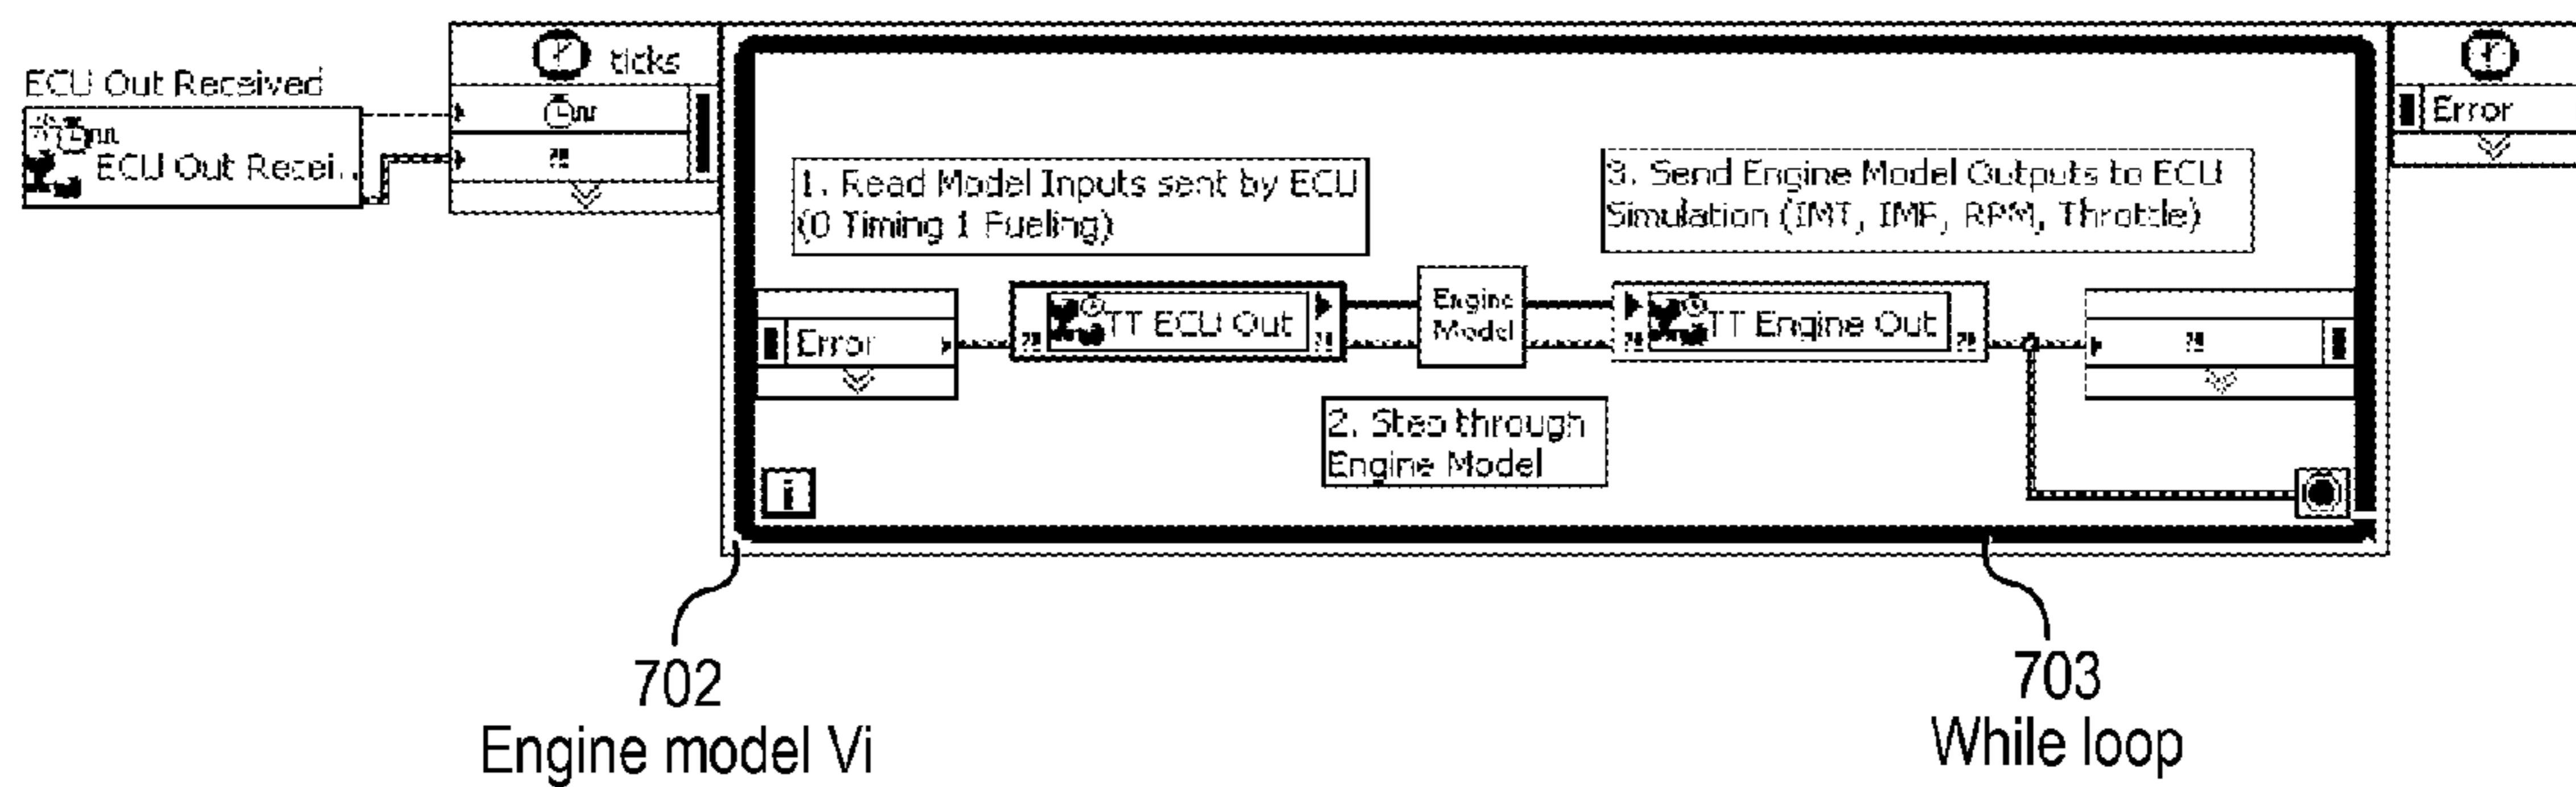 ECU Out Received
ECU Out Recei..
ticks
Error
1. Read Model Inputs sent by ECU
(0 Timing 1 Fueling)
3. Send Engine Model Outputs to ECU
Simulation (IMT, IMP, RPM, Throttle)
Error
TT ECU Out
Engine
Model
TT Engine Out
2. Step through
Engine Model
i
702
Engine model Vi
703
While loop